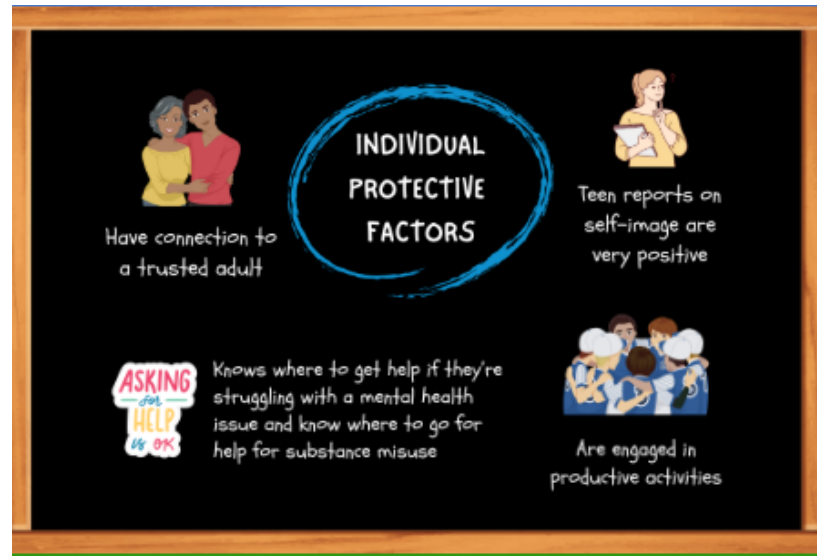 INDIVIDUAL
PROTECTIVE
FACTORS
Have connection to
a trusted adult
Teen reports on
self-image are
very positive
ASKING
for
HELP
is OK
Knows where to get help if they're
struggling with a mental health
issue and know where to go for
help for substance misuse
Are engaged in
productive activities